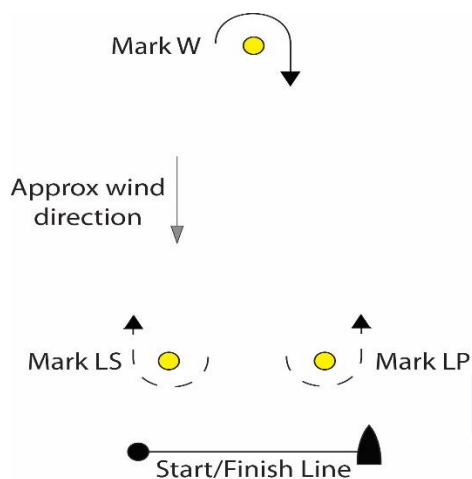 Mark W
Approx wind
direction
Mark LS
Mark LP
Start/Finish Line